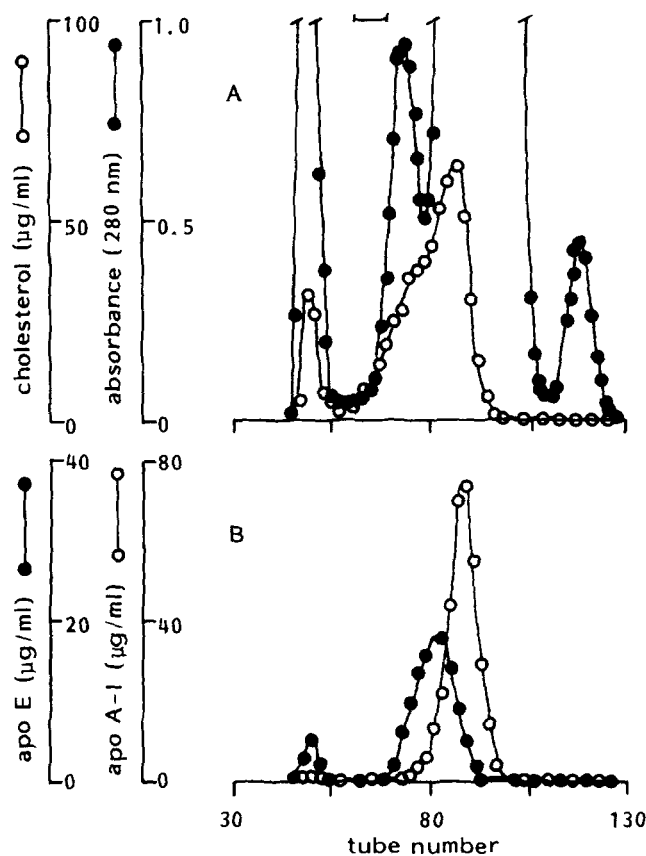 cholesterol (µg/ml)
100
50
0
absorbance (280 nm)
1.0
0.5
0
A
apo E (µg/ml)
40
20
0
apo A-I (µg/ml)
80
40
0
B
30
80
130
tube number